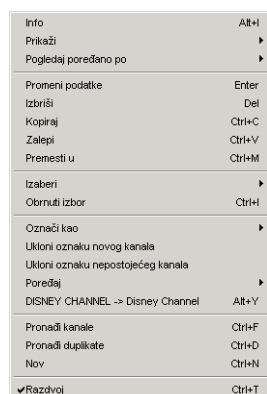 Info Alt+I
Prikaži
Pogledaj poređano po
Promeni podatke Enter
Izbriši Del
Kopiraj Ctrl+C
Zalepi Ctrl+V
Premesti u Ctrl+M
Izaberi
Obrnuti izbor Ctrl+I
Označi kao
Ukloni oznaku novog kanala
Ukloni oznaku nepostojećeg kanala
Poređaj
DISNEY CHANNEL -> Disney Channel Alt+Y
Pronađi kanale Ctrl+F
Pronađi duplikate Ctrl+D
Nov Ctrl+N
Razdvoj Ctrl+T